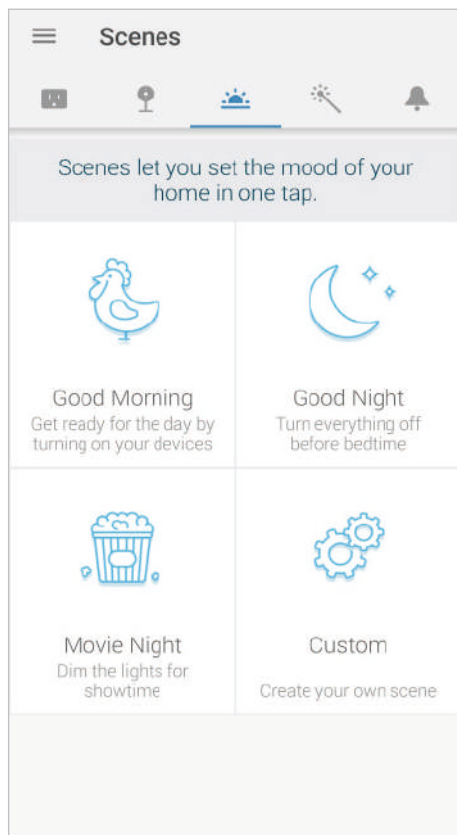 Scenes
Scenes let you set the mood of your
home in one tap.
Good Morning
Get ready for the day by
turning on your devices
Good Night
Turn everything off
before bedtime
Movie Night
Dim the lights for
showtime
Custom
Create your own scene